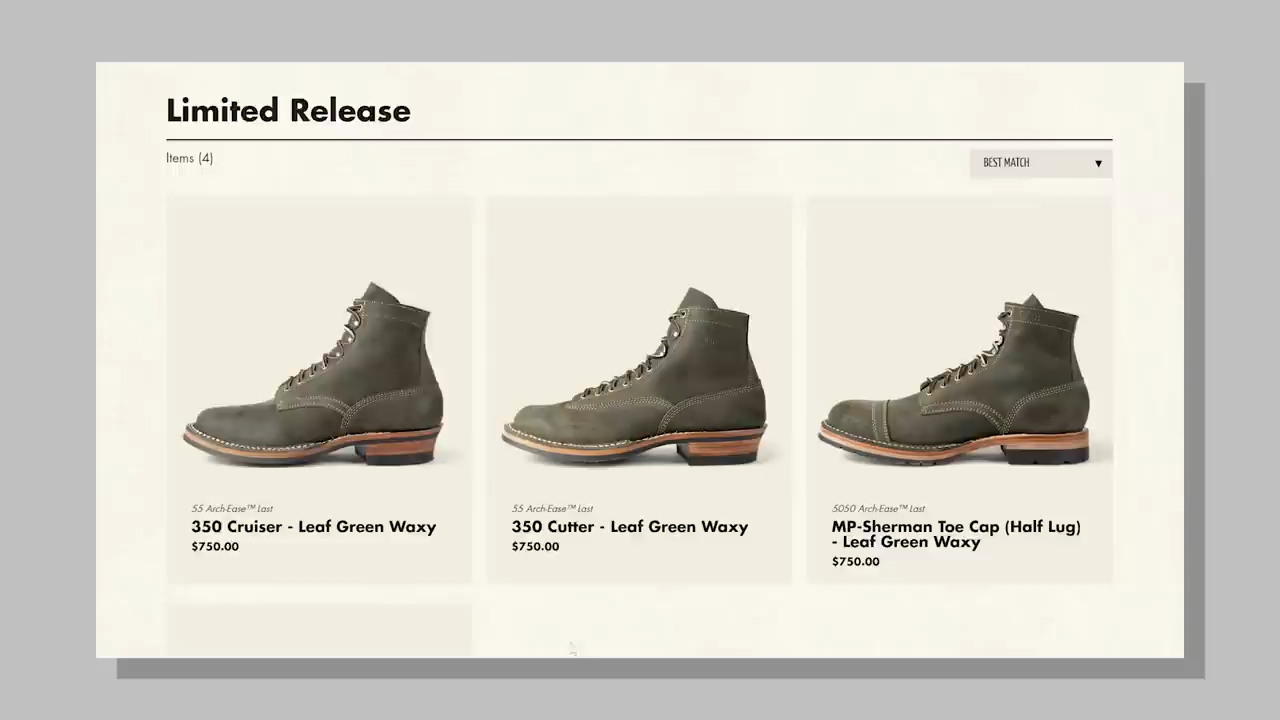 Limited Release
Items (4)
BEST MATCH
55 Arch-Ease™ Last
350 Cruiser - Leaf Green Waxy
$750.00
55 Arch-Ease™ Last
350 Cutter - Leaf Green Waxy
$750.00
5050 Arch-Ease™ Last
MP-Sherman Toe Cap (Half Lug)
- Leaf Green Waxy
$750.00